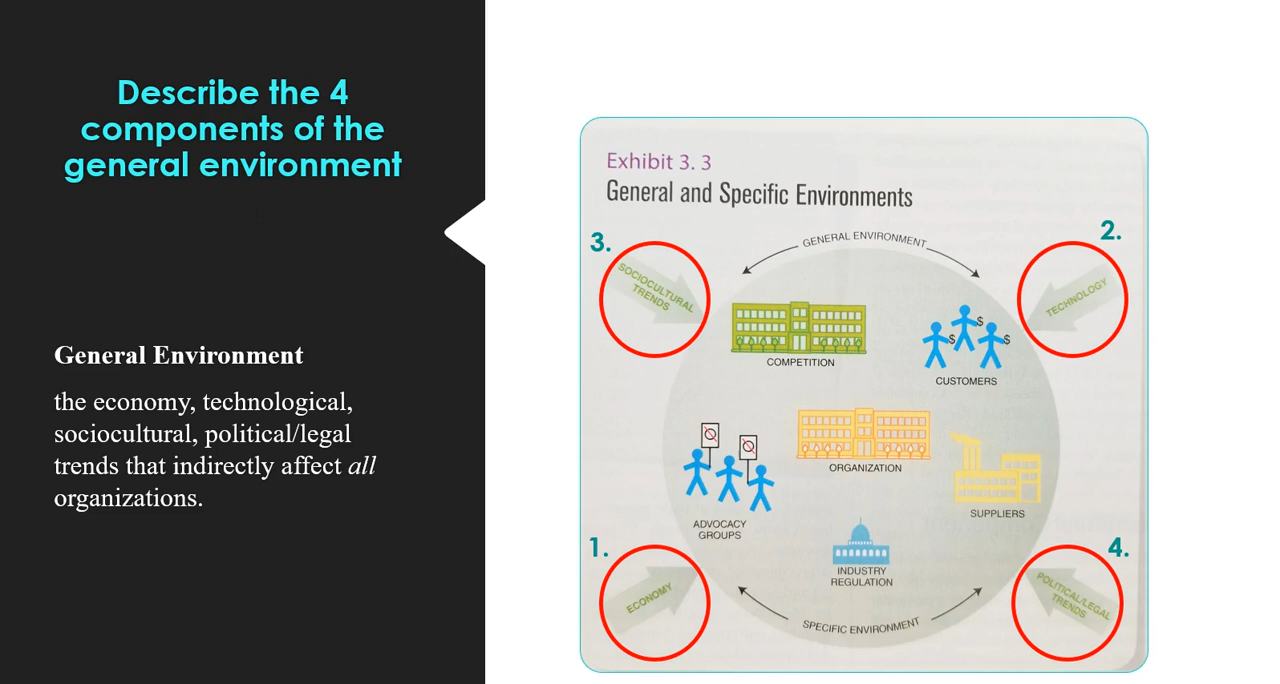 Describe the 4
components of the
general environment
General Environment
the economy, technological,
sociocultural, political/legal
trends that indirectly affect all
organizations.
Exhibit 3. 3
General and Specific Environments
3.
2.
GENERAL ENVIRONMENT
SOCIOCULTURAL
TRENDS
TECHNOLOGY
$
$
$
COMPETITION
CUSTOMERS
ORGANIZATION
ADVOCACY
GROUPS
SUPPLIERS
INDUSTRY
REGULATION
1.
4.
ECONOMY
POLITICAL/LEGAL
TRENDS
SPECIFIC ENVIRONMENT